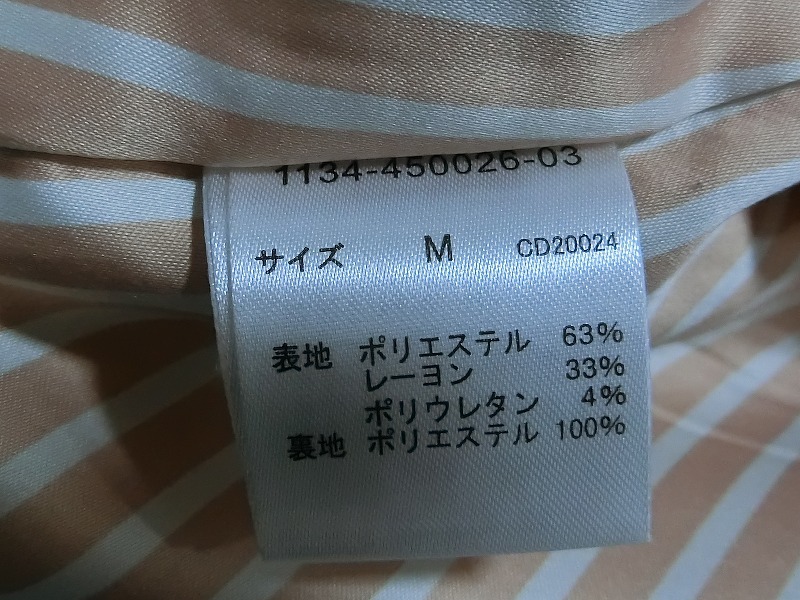 1134-450026-03
サイズ M CD20024
表地 ポリエステル 63%
レーヨン 33%
ポリウレタン 4%
裏地 ポリエステル 100%